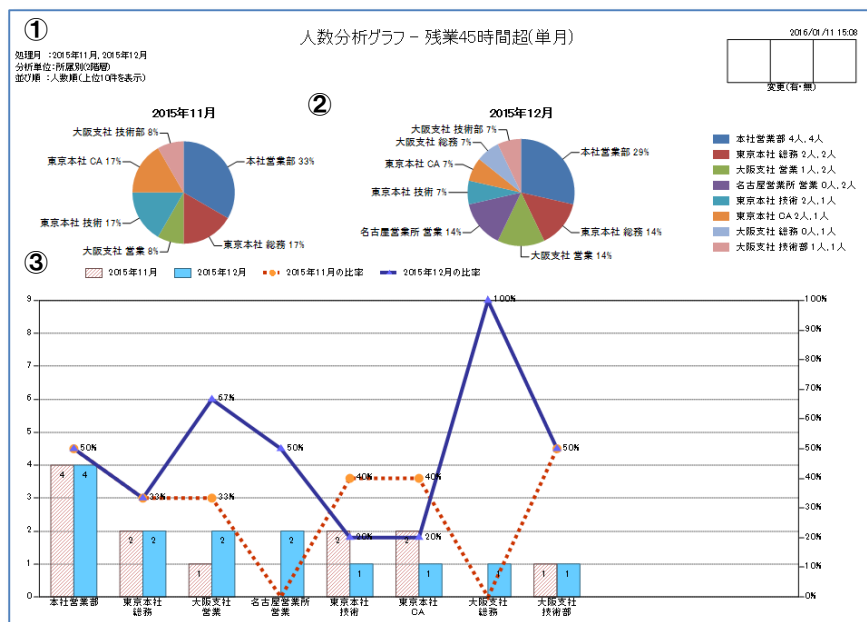 ①
人数分析グラフ - 残業45時間超(単月)
2016/01/11 15:08
処理月 :2015年11月, 2015年12月
分析単位:所属別(2階層)
並び順 :人数順(上位10件を表示)
変更(有・無)
2015年11月
大阪支社 技術部 8%
本社営業部 33%
東京本社 CA 17%
東京本社 技術 17%
東京本社 総務 17%
大阪支社 営業 8%
②
2015年12月
大阪支社 技術部 7%
大阪支社 総務 7%
本社営業部 29%
東京本社 CA 7%
東京本社 技術 7%
名古屋営業所 営業 14%
東京本社 総務 14%
大阪支社 営業 14%
本社営業部 4人, 4人
東京本社 総務 2人, 2人
大阪支社 営業 1人, 2人
名古屋営業所 営業 0人, 2人
東京本社 技術 2人, 1人
東京本社 CA 2人, 1人
大阪支社 総務 0人, 1人
大阪支社 技術部 1人, 1人
③
2015年11月 2015年12月 2015年11月の比率 2015年12月の比率
9 100% 100%
90%
8
80%
7
70%
67%
6
60%
5
50% 50% 50% 50%
4
40% 40% 40%
4 4
33% 33%
3
30%
2
20% 20% 20%
2 2 2 2 2 2
1
10%
1 1 1 1 1 1
0 0%
本社営業部 東京本社 総務 大阪支社 営業 名古屋営業所 営業 東京本社 技術 東京本社 CA 大阪支社 総務 大阪支社 技術部